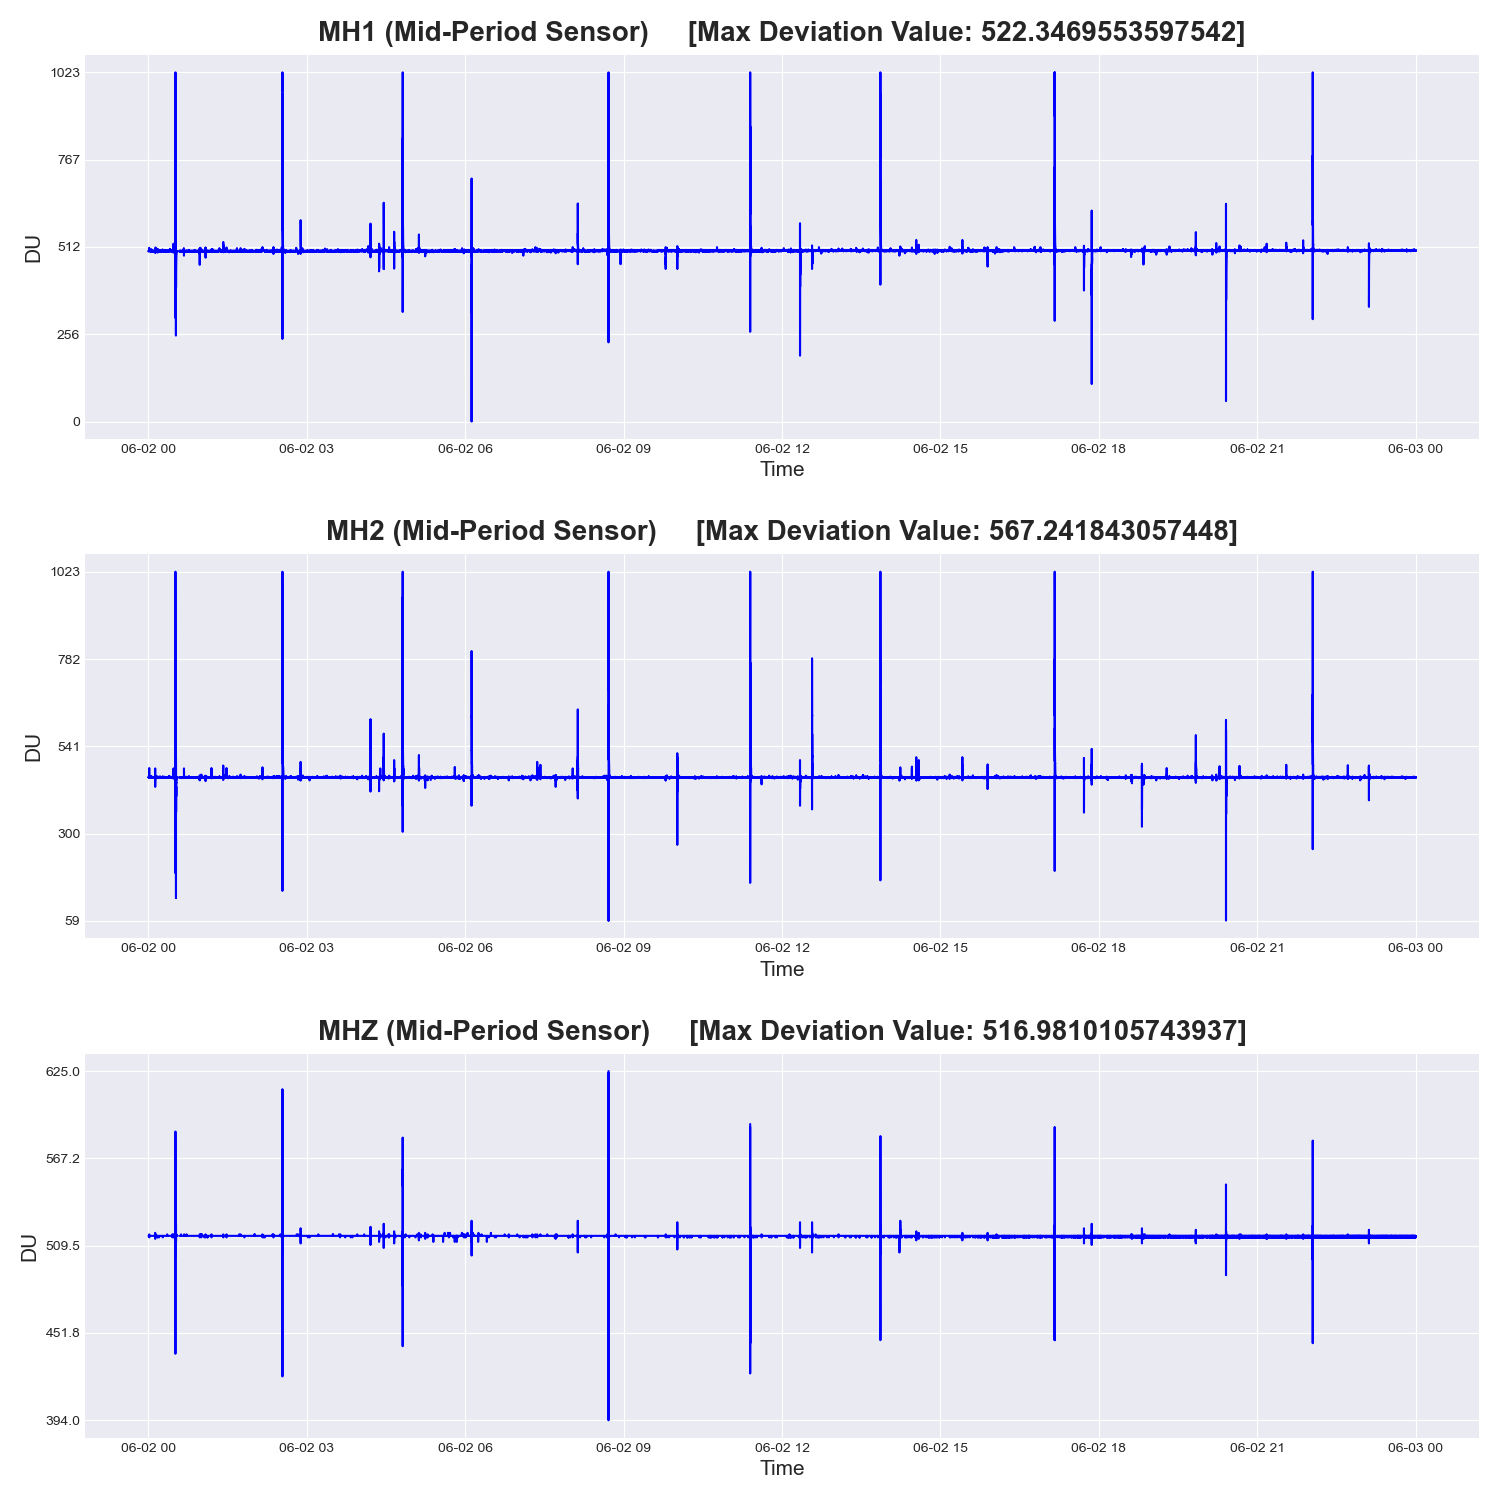 MH1 (Mid-Period Sensor) [Max Deviation Value: 522.3469553597542]
1023
767
512
256
0
DU
06-02 00 06-02 03 06-02 06 06-02 09 06-02 12 06-02 15 06-02 18 06-02 21 06-03 00
Time
MH2 (Mid-Period Sensor) [Max Deviation Value: 567.241843057448]
1023
782
541
300
59
DU
06-02 00 06-02 03 06-02 06 06-02 09 06-02 12 06-02 15 06-02 18 06-02 21 06-03 00
Time
MHZ (Mid-Period Sensor) [Max Deviation Value: 516.9810105743937]
625.0
567.2
509.5
451.8
394.0
DU
06-02 00 06-02 03 06-02 06 06-02 09 06-02 12 06-02 15 06-02 18 06-02 21 06-03 00
Time